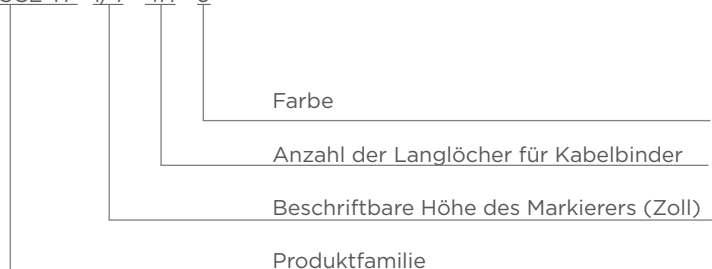 Farbe
Anzahl der Langlöcher für Kabelbinder
Beschriftbare Höhe des Markierers (Zoll)
Produktfamilie